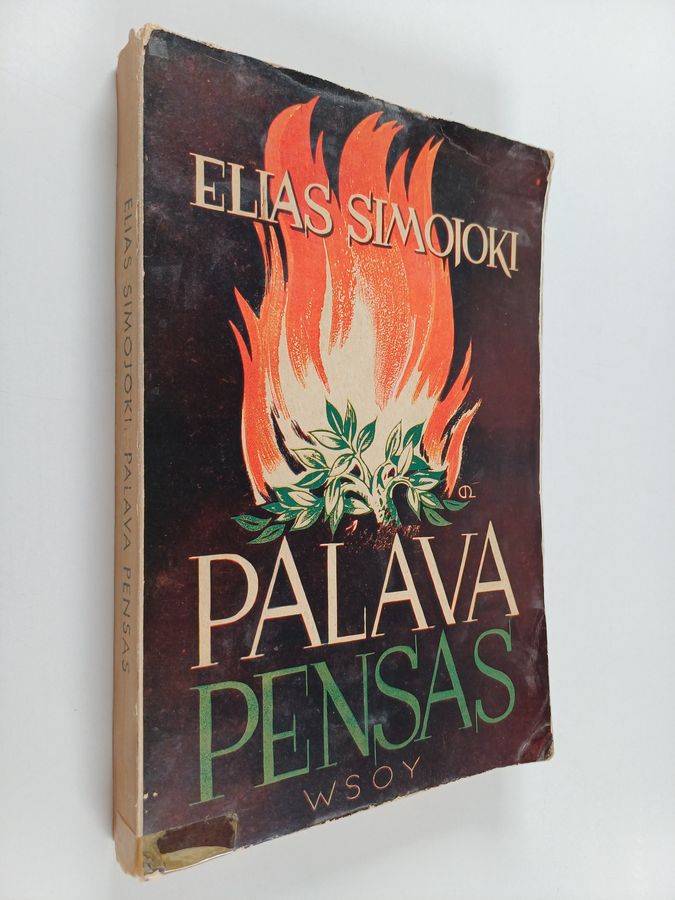 ELIAS SIMOJOKI
PALAVA
PENSAS
WSOY
ELIAS SIMOJOKI: PALAVA PENSAS